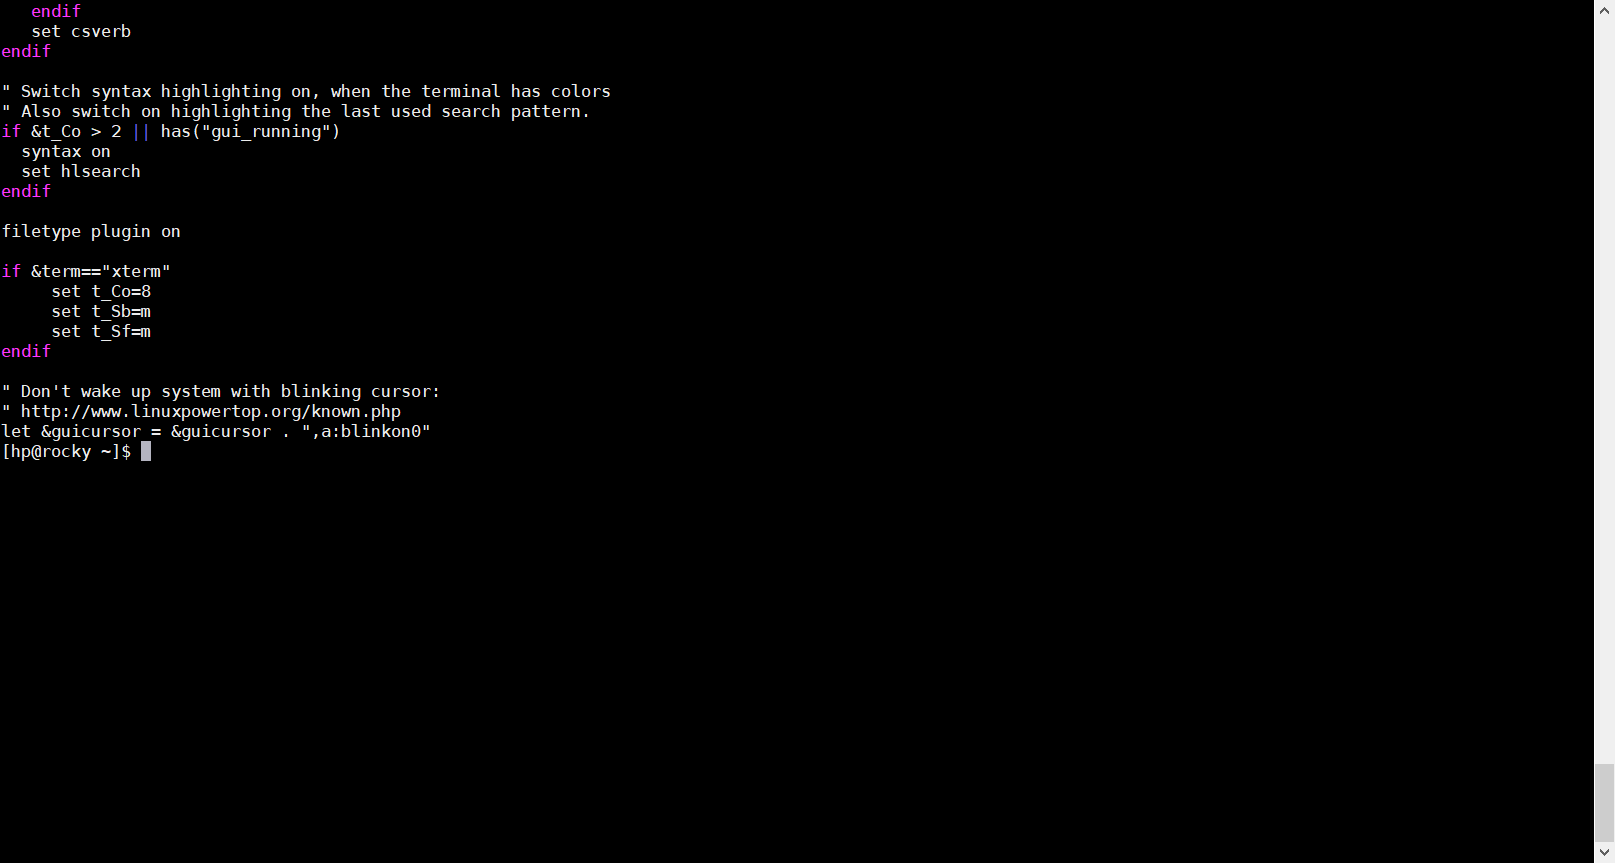 endif
   set csverb
endif

" Switch syntax highlighting on, when the terminal has colors
" Also switch on highlighting the last used search pattern.
if &t_Co > 2 || has("gui_running")
  syntax on
  set hlsearch
endif

filetype plugin on

if &term=="xterm"
     set t_Co=8
     set t_Sb=m
     set t_Sf=m
endif

" Don't wake up system with blinking cursor:
" http://www.linuxpowertop.org/known.php
let &guicursor = &guicursor . ",a:blinkon0"
[hp@rocky ~]$